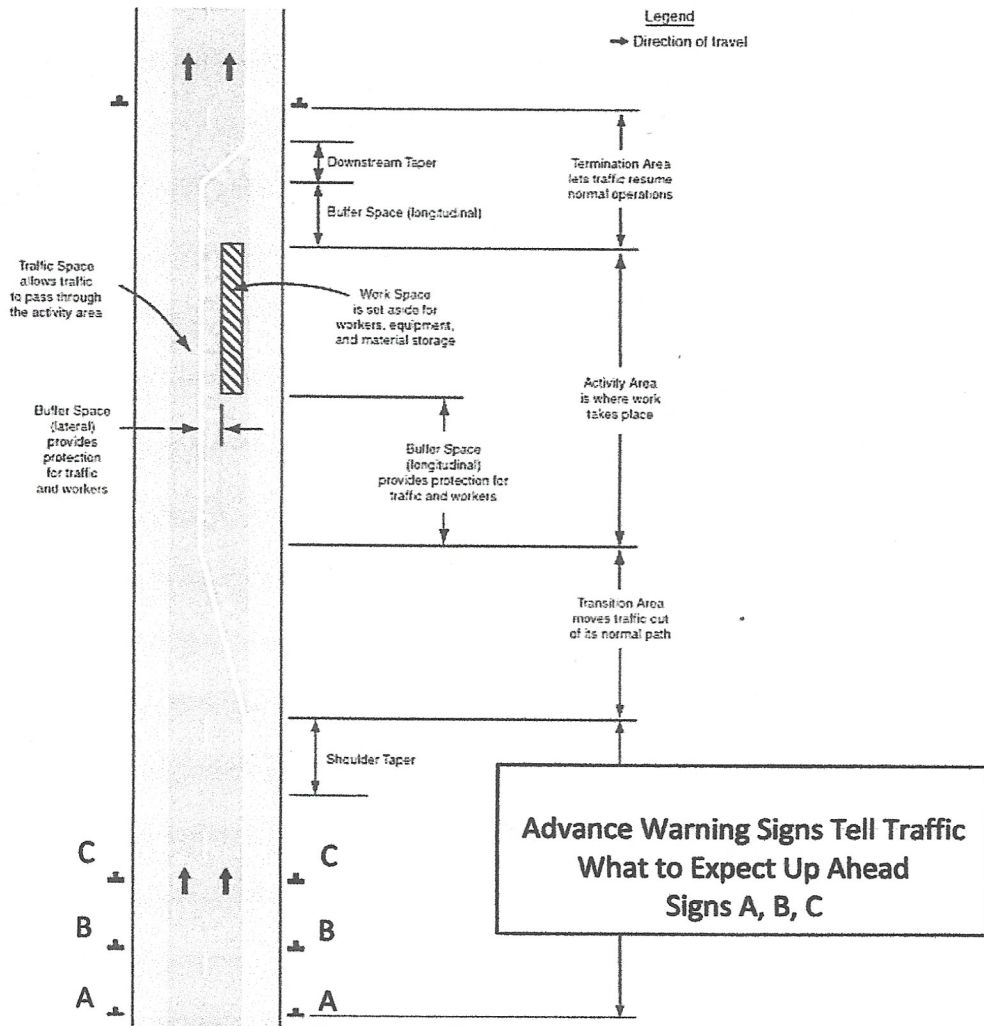 Legend
Direction of travel
Downstream Taper
Buffer Space (longitudinal)
Termination Area
lets traffic resume
normal operations
Traffic Space
allows traffic
to pass through
the activity area
Work Space
is set aside for
workers, equipment,
and material storage
Activity Area
is where work
takes place
Buffer Space
(lateral)
provides
protection
for traffic
and workers
Buffer Space
(longitudinal)
provides protection for
traffic and workers
Transition Area
moves traffic out
of its normal path
Shoulder Taper
Advance Warning Signs Tell Traffic
What to Expect Up Ahead
Signs A, B, C
C C
B B
A A